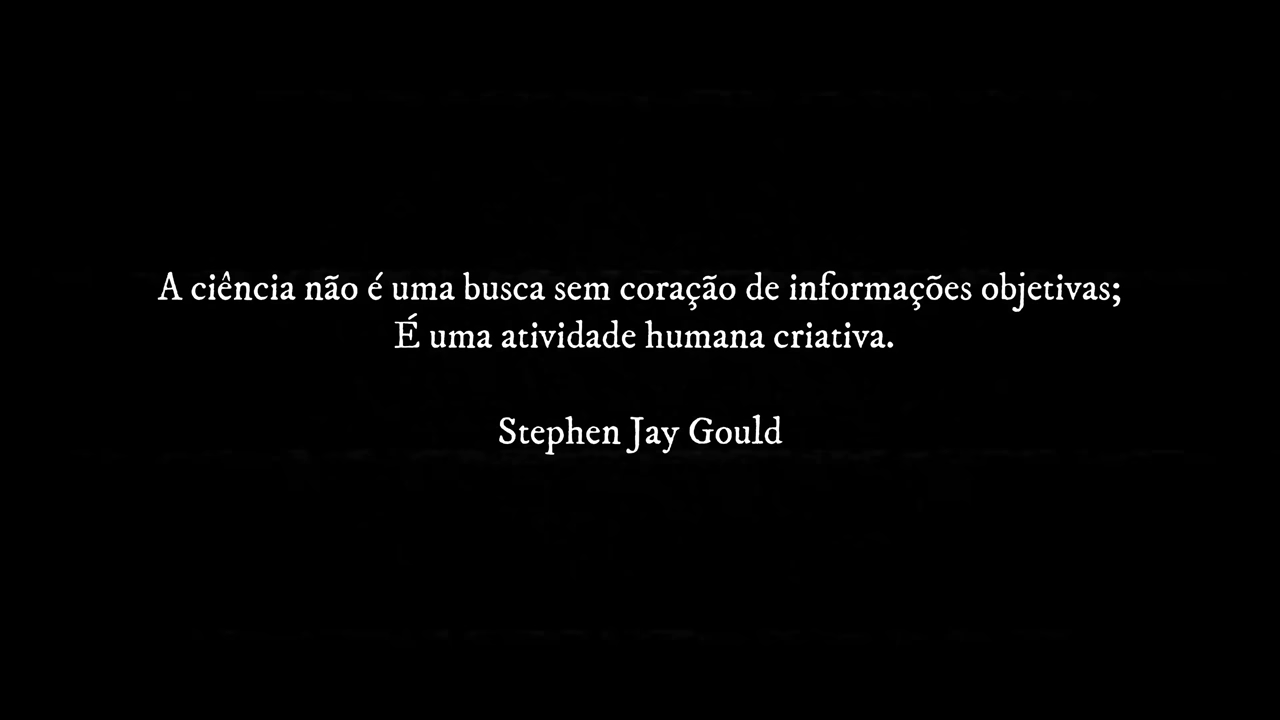 A ciência não é uma busca sem coração de informações objetivas;
É uma atividade humana criativa.
Stephen Jay Gould